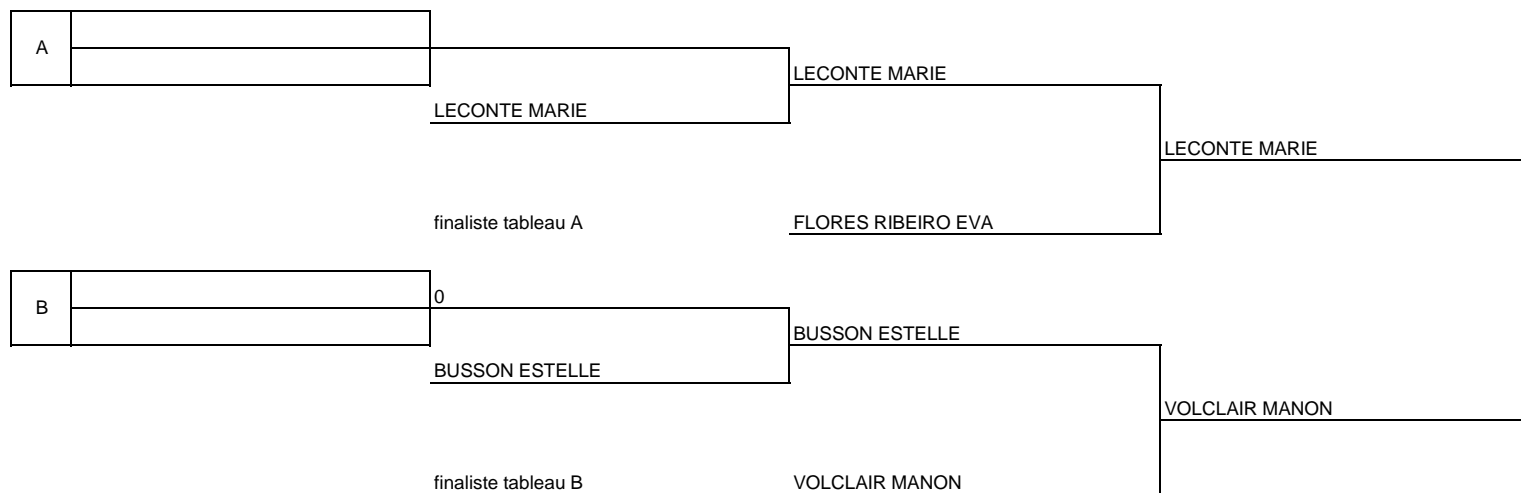 A
LECONTE MARIE
LECONTE MARIE
LECONTE MARIE
finaliste tableau A
FLORES RIBEIRO EVA
B
0
BUSSON ESTELLE
BUSSON ESTELLE
VOLCLAIR MANON
finaliste tableau B
VOLCLAIR MANON